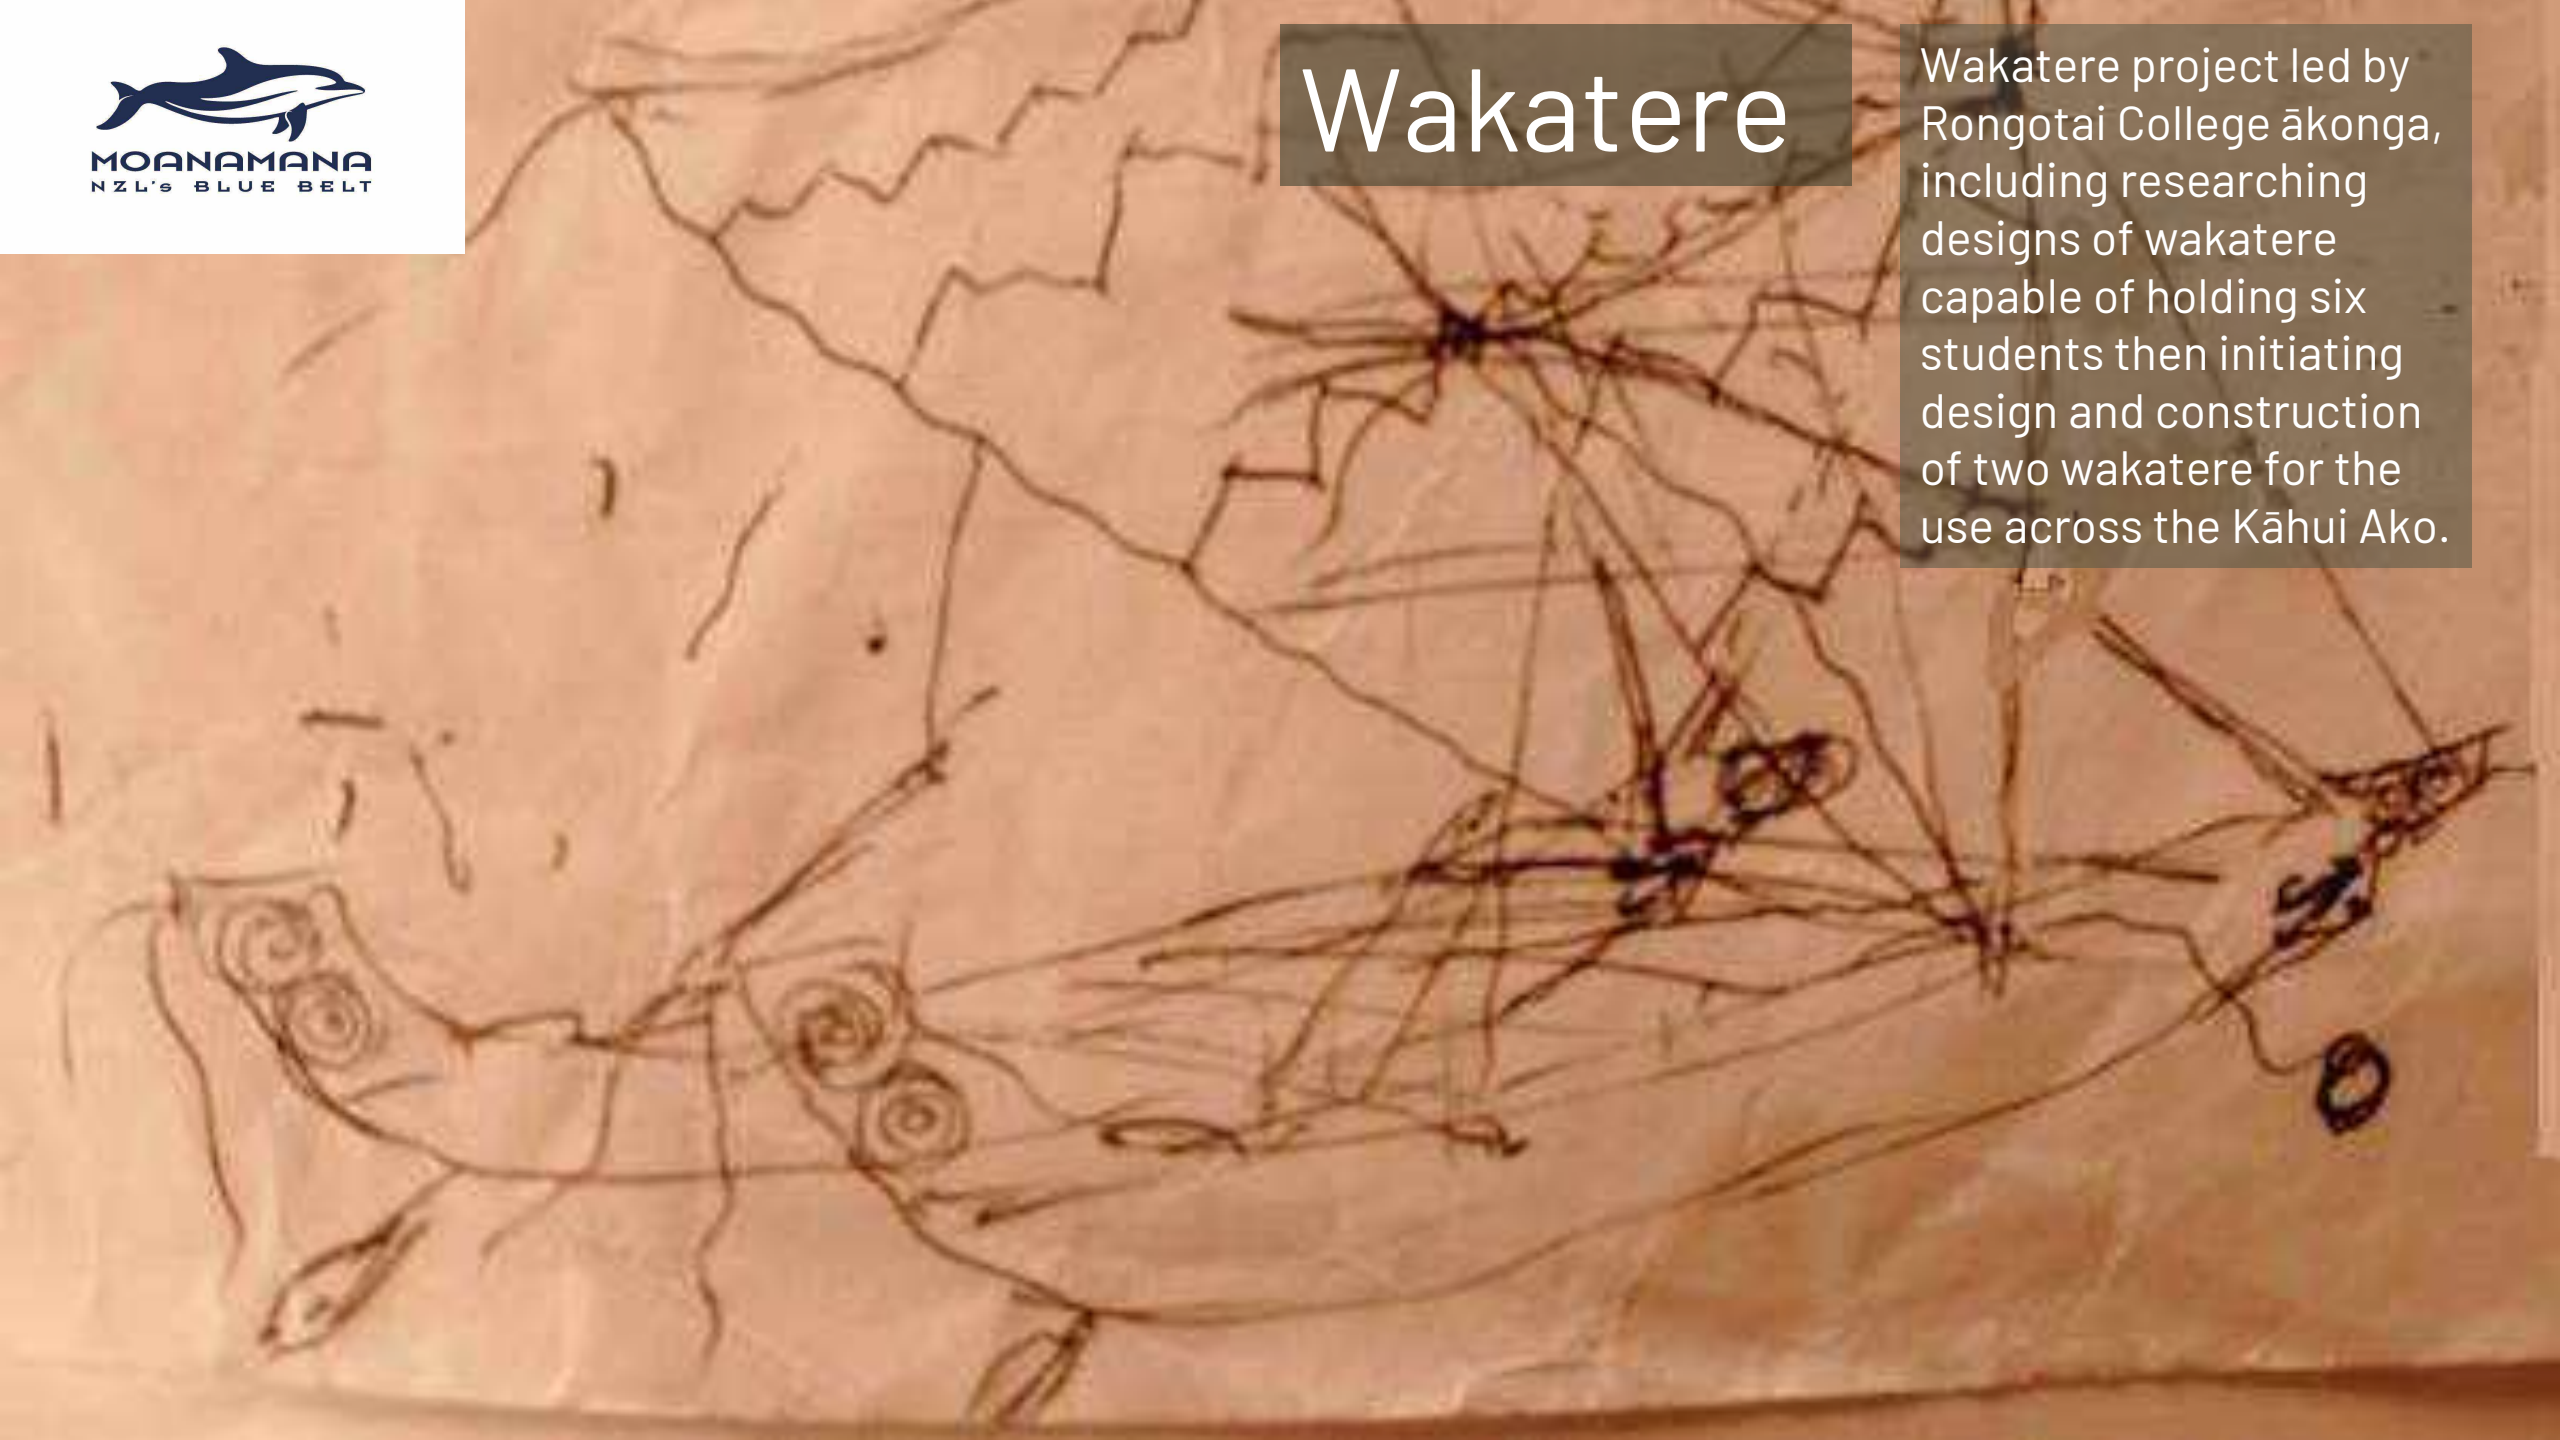 MOANAMANA
NZL's BLUE BELT
Wakatere
Wakatere project led by
Rongotai College ākonga,
including researching
designs of wakatere
capable of holding six
students then initiating
design and construction
of two wakatere for the
use across the Kāhui Ako.